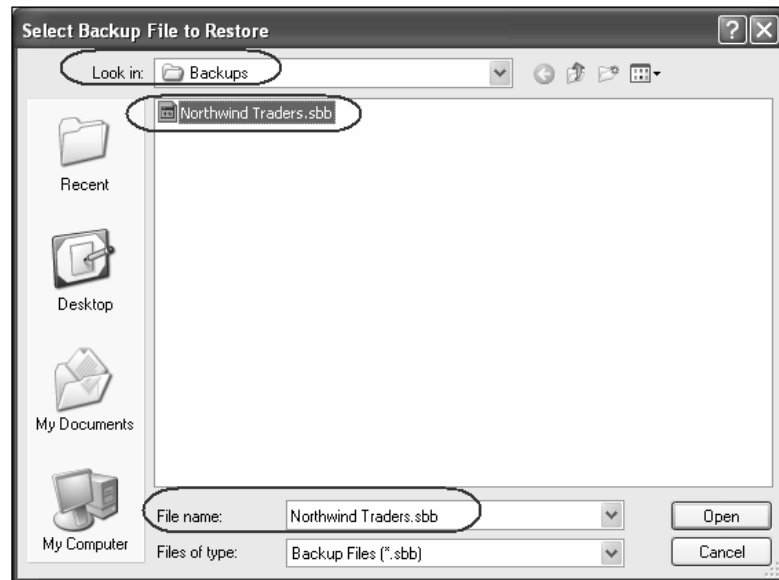 Select Backup File to Restore
Look in: Backups
Northwind Traders.sbb
Recent
Desktop
My Documents
My Computer
File name: Northwind Traders.sbb Open
Files of type: Backup Files (*.sbb) Cancel